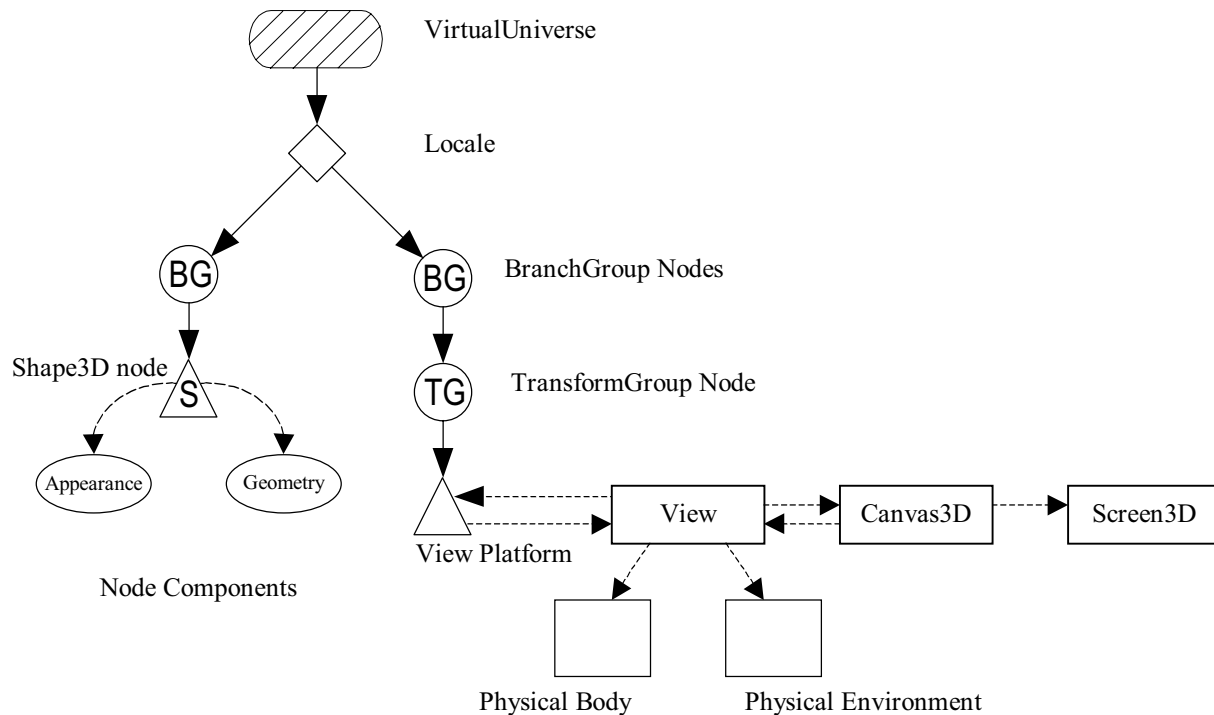 VirtualUniverse
Locale
BG
BG
BranchGroup Nodes
Shape3D node
S
TG
TransformGroup Node
Appearance
Geometry
View
Canvas3D
Screen3D
View Platform
Node Components
Physical Body
Physical Environment